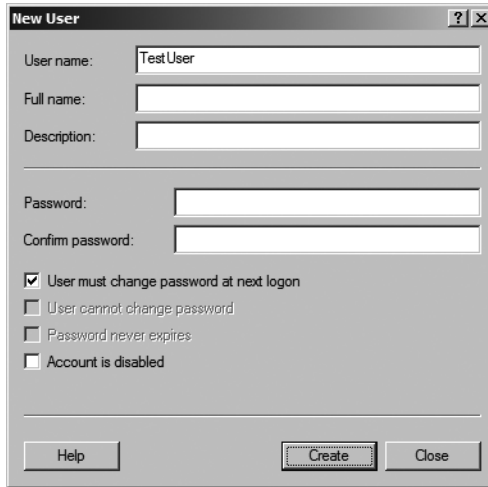 New User
User name: TestUser
Full name:
Description:
Password:
Confirm password:
User must change password at next logon
User cannot change password
Password never expires
Account is disabled
Help Create Close